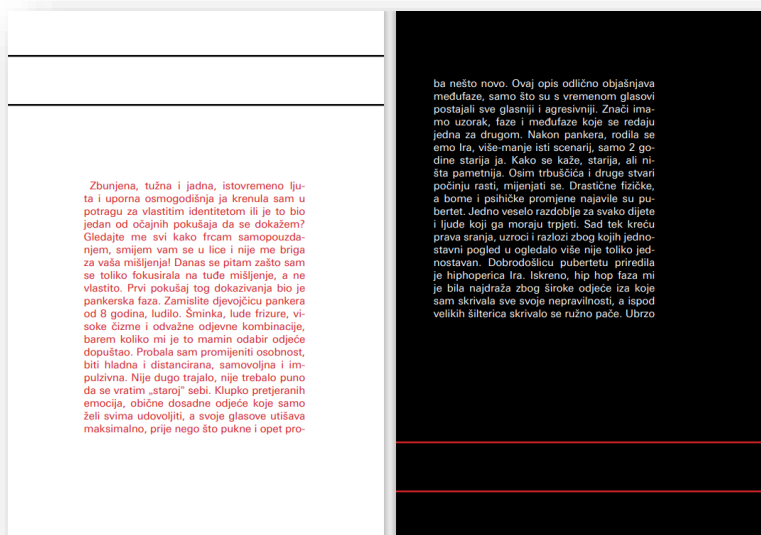 Zbunjena, tužna i jadna, istovremeno lju-
ta i uporna osmogodišnja ja krenula sam u
potragu za vlastitim identitetom ili je to bio
jedan od očajnih pokušaja da se dokažem?
Gledajte me svi kako frcam samopouzda-
njem, smijem vam se u lice i nije me briga
za vaša mišljenja! Danas se pitam zašto sam
se toliko fokusirala na tuđe mišljenje, a ne
vlastito. Prvi pokušaj tog dokazivanja bio je
pankerska faza. Zamislite djevojčicu pankera
od 8 godina, ludilo. Šminka, lude frizure, vi-
soke čizme i odvažne odjevne kombinacije,
barem koliko mi je to mamin odabir odjeće
dopuštao. Probala sam promijeniti osobnost,
biti hladna i distancirana, samovoljna i im-
pulzivna. Nije dugo trajalo, nije trebalo puno
da se vratim „staroj” sebi. Klupko pretjeranih
emocija, obične dosadne odjeće koje samo
želi svima udovoljiti, a svoje glasove utišava
maksimalno, prije nego što pukne i opet pro-
ba nešto novo. Ovaj opis odlično objašnjava
međufaze, samo što su s vremenom glasovi
postajali sve glasniji i agresivniji. Znači ima-
mo uzorak, faze i međufaze koje se redaju
jedna za drugom. Nakon pankera, rodila se
emo Ira, više-manje isti scenarij, samo 2 go-
dine starija ja. Kako se kaže, starija, ali ni-
šta pametnija. Osim trbuščića i druge stvari
počinju rasti, mijenjati se. Drastične fizičke,
a bome i psihičke promjene najavile su pu-
bertet. Jedno veselo razdoblje za svako dijete
i ljude koji ga moraju trpjeti. Sad tek kreću
prava sranja, uzroci i razlozi zbog kojih jedno-
stavni pogled u ogledalo više nije toliko jed-
nostavan. Dobrodošlicu pubertetu priredila
je hiphoperica Ira. Iskreno, hip hop faza mi
je bila najdraža zbog široke odjeće iza koje
sam skrivala sve svoje nepravilnosti, a ispod
velikih šilterica skrivalo se ružno pače. Ubrzo